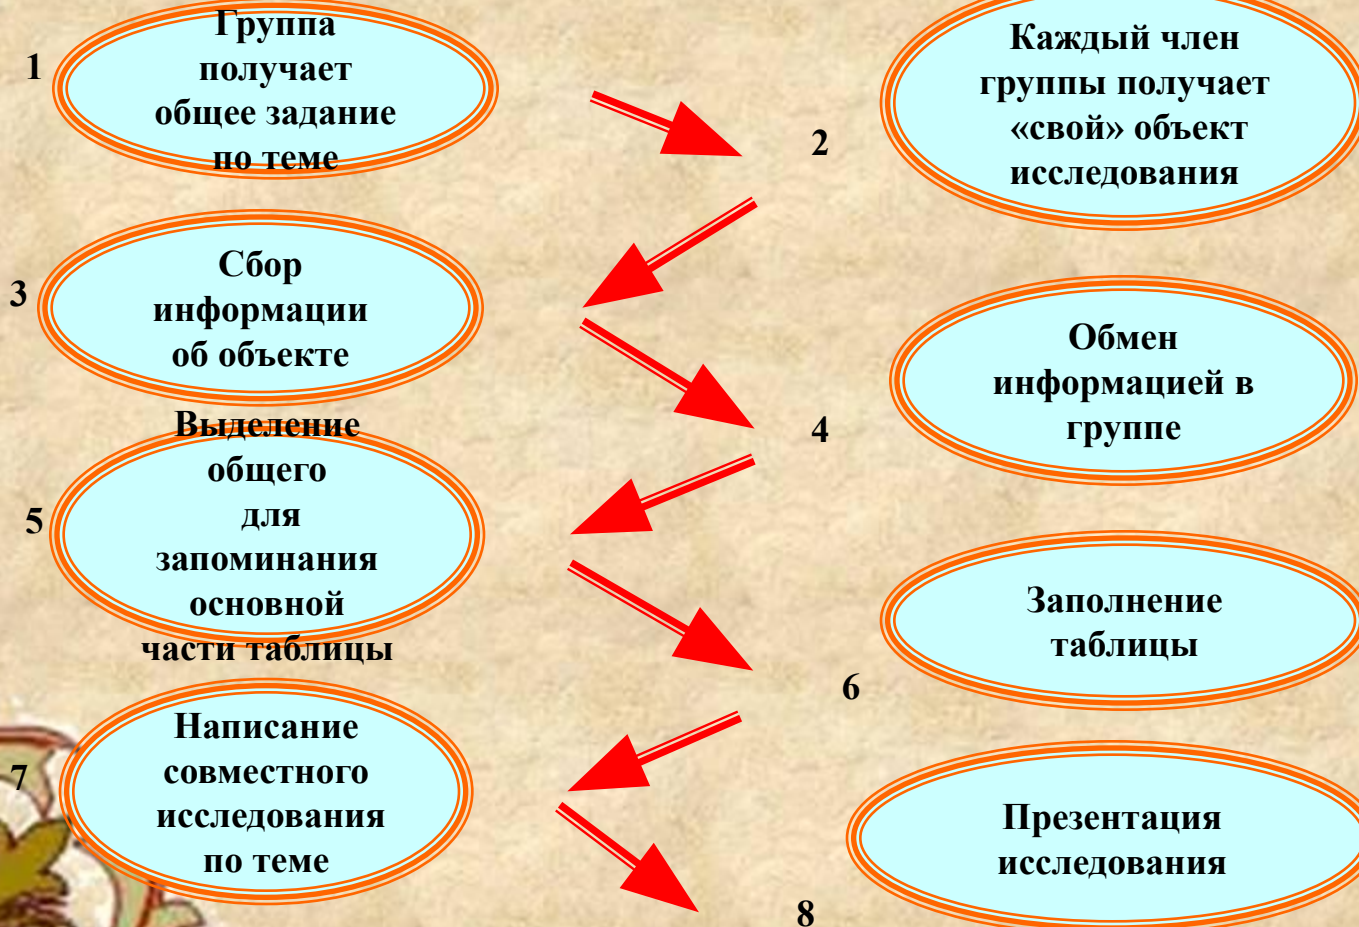 1
Группа
получает
общее задание
по теме
2
Каждый член
группы получает
«свой» объект
исследования
3
Сбор
информации
об объекте
4
Обмен
информацией в
группе
5
Выделение
общего
для
запоминания
основной
части таблицы
6
Заполнение
таблицы
7
Написание
совместного
исследования
по теме
8
Презентация
исследования